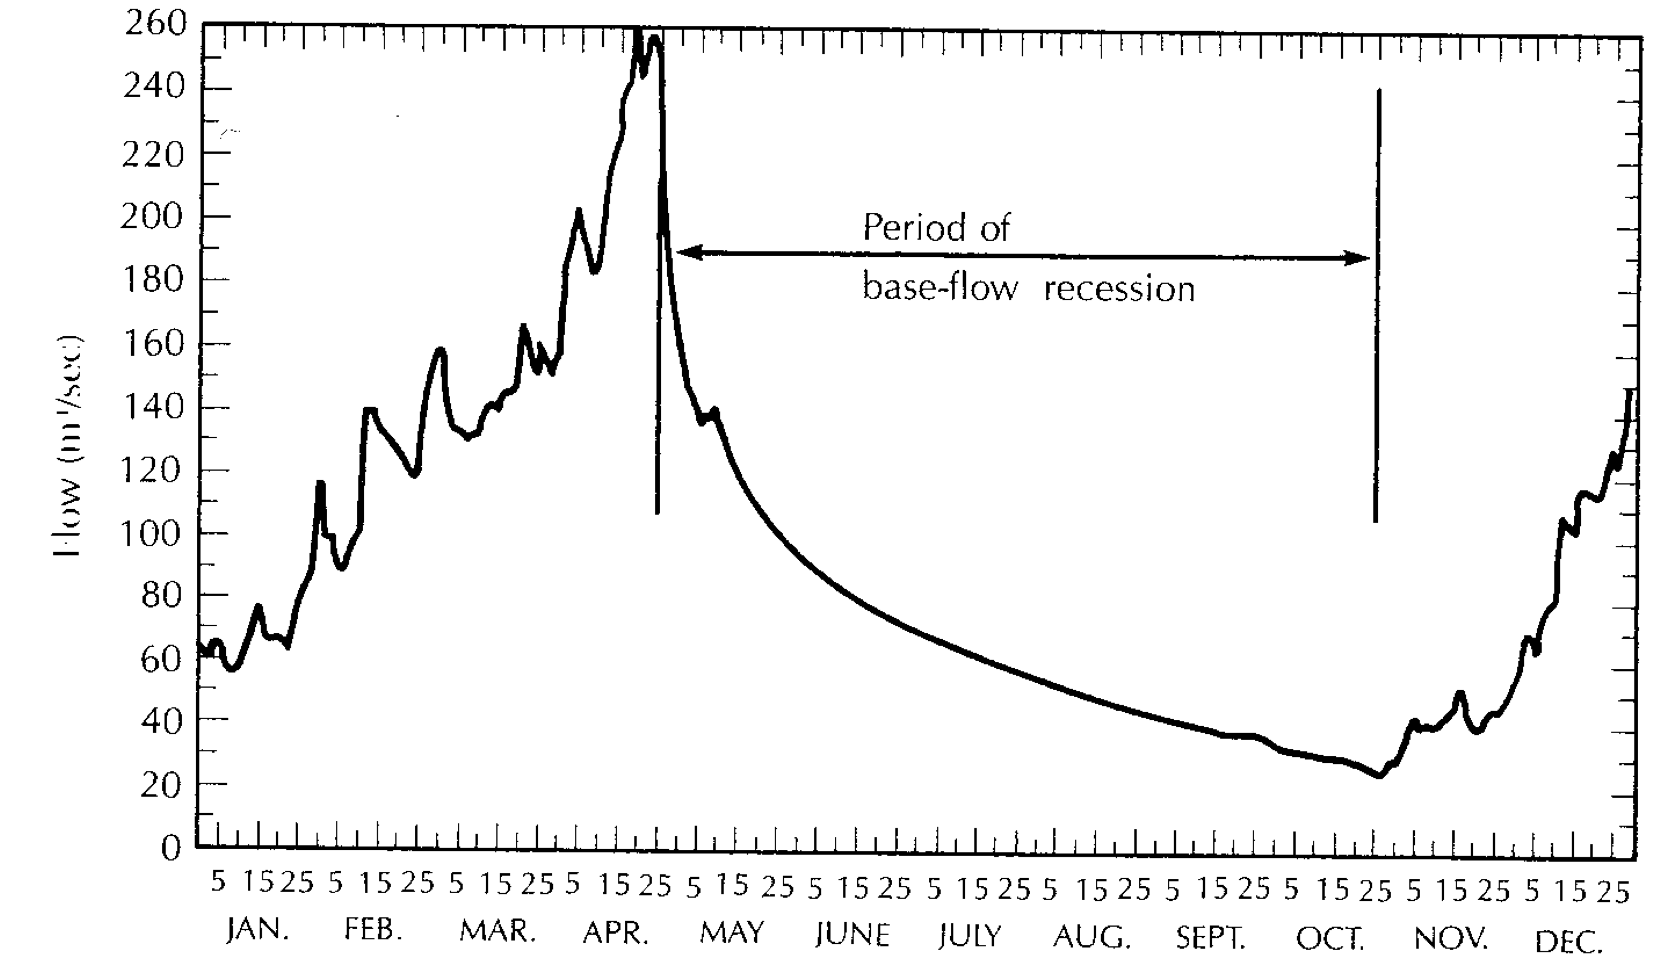 260
240
220
200
180
160
140
120
100
80
60
40
20
0
Flow (m³/sec)
Period of
base-flow recession
5 15 25 5 15 25 5 15 25 5 15 25 5 15 25 5 15 25 5 15 25 5 15 25 5 15 25 5 15 25 5 15 25 5 15 25
JAN. FEB. MAR. APR. MAY JUNE JULY AUG. SEPT. OCT. NOV. DEC.